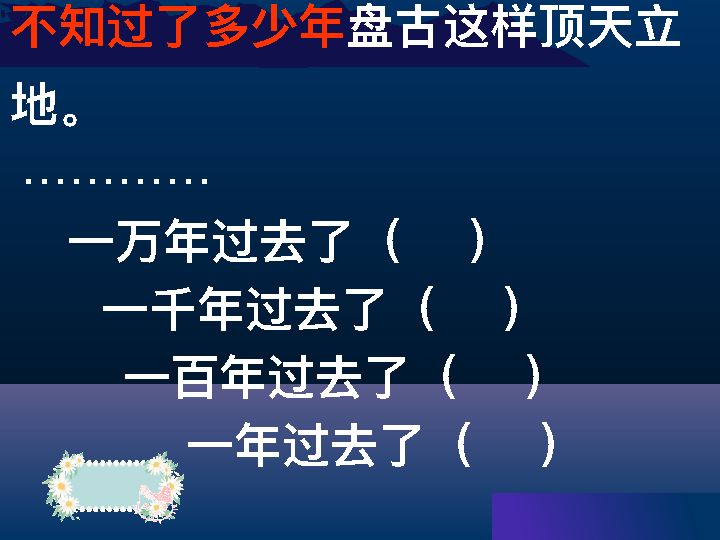 不知过了多少年盘古这样顶天立
地。
…………
一万年过去了（　）
一千年过去了（　）
一百年过去了（　）
一年过去了（　）